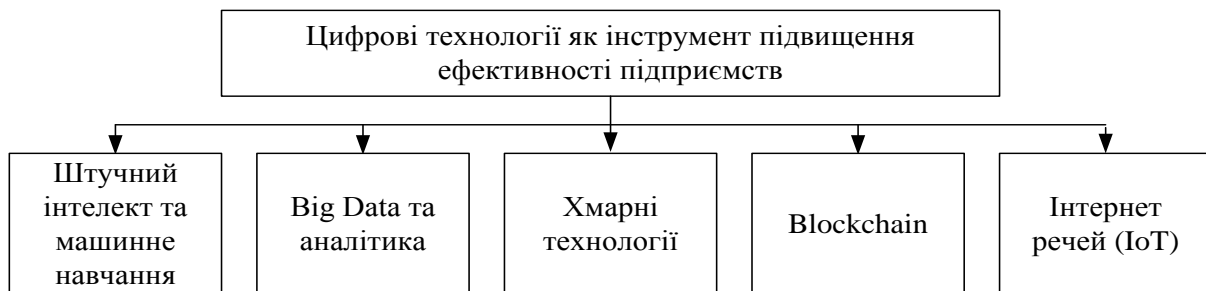 Цифрові технології як інструмент підвищення
ефективності підприємств
Штучний
інтелект та
машинне
навчання
Big Data та
аналітика
Хмарні
технології
Blockchain
Інтернет
речей (IoT)